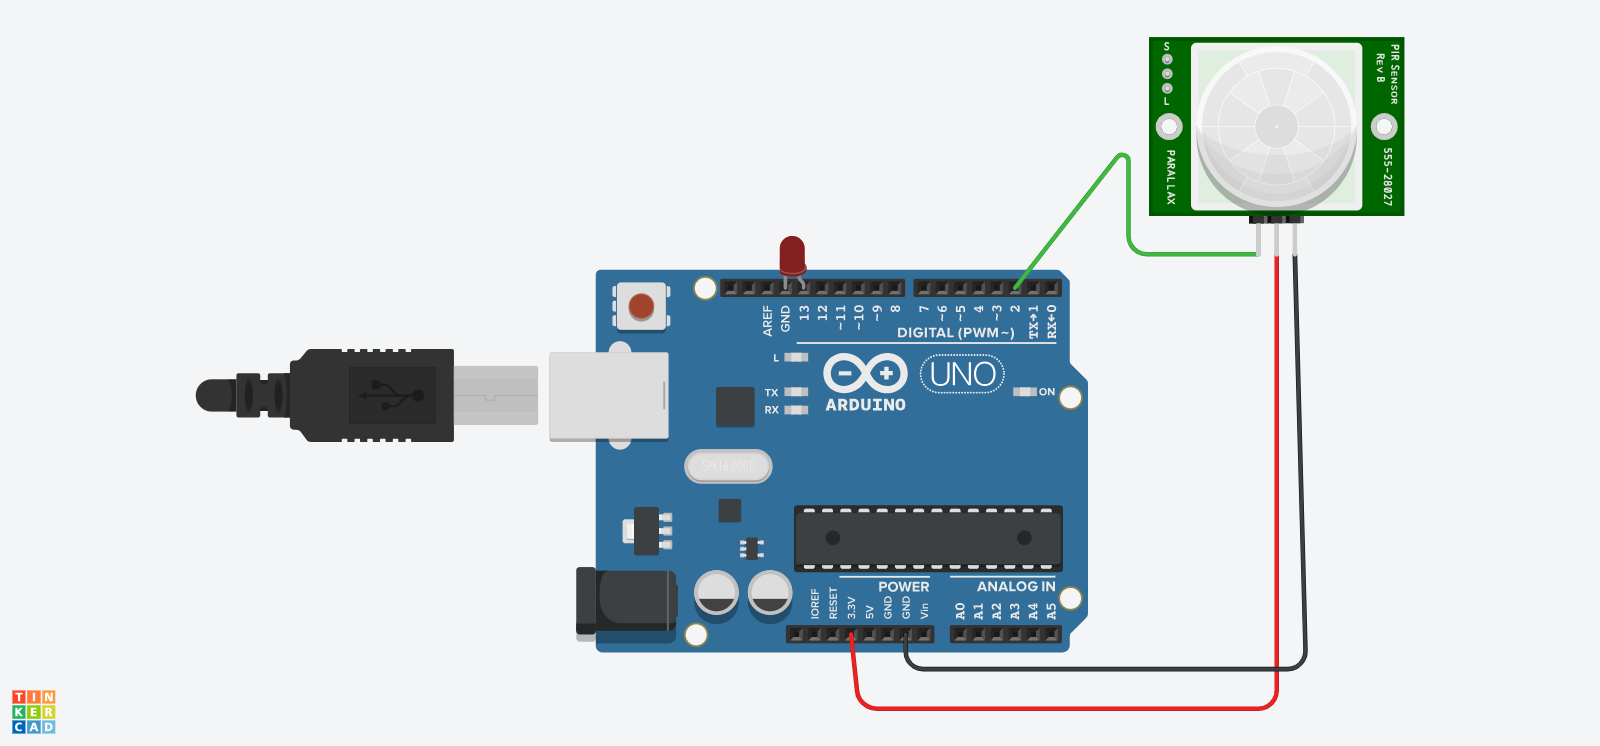 S
L
PARALLAX
PIR SENSOR
REV B
555-28027
AREF
GND
13
12
~11
~10
~9
8
7
~6
~5
4
~3
2
TX→1
RX←0
DIGITAL (PWM~)
L
TX
RX
ARDUINO
UNO
ON
SPK16.000G
POWER
ANALOG IN
IOREF
RESET
3.3V
5V
GND
GND
Vin
A0
A1
A2
A3
A4
A5
TIN
KER
CAD